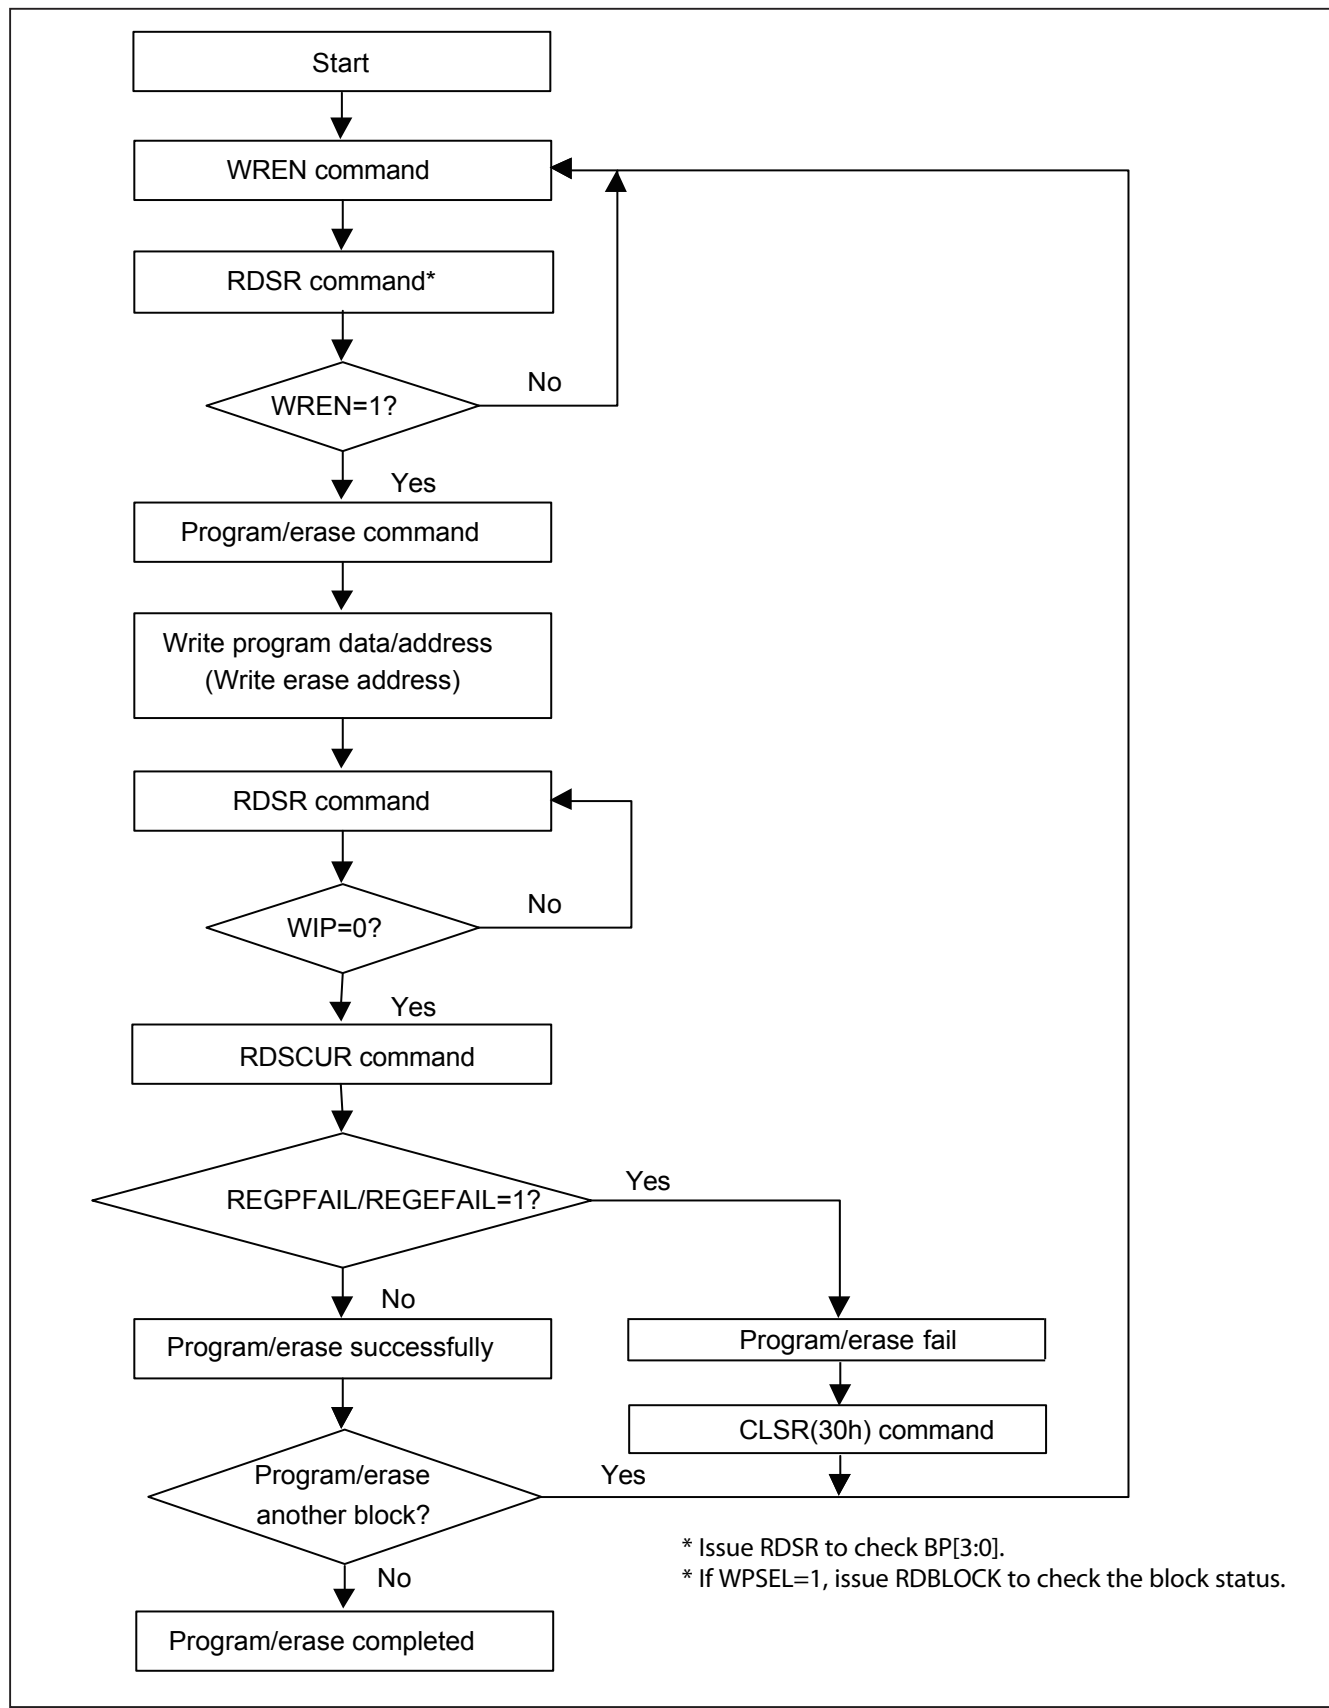 Start
WREN command
RDSR command*
WREN=1?
No
Yes
Program/erase command
Write program data/address
(Write erase address)
RDSR command
WIP=0?
No
Yes
RDSCUR command
REGPFAIL/REGEFAIL=1?
Yes
No
Program/erase successfully
Program/erase fail
CLSR(30h) command
Program/erase
another block?
Yes
No
* Issue RDSR to check BP[3:0].
* If WPSEL=1, issue RDBLOCK to check the block status.
Program/erase completed